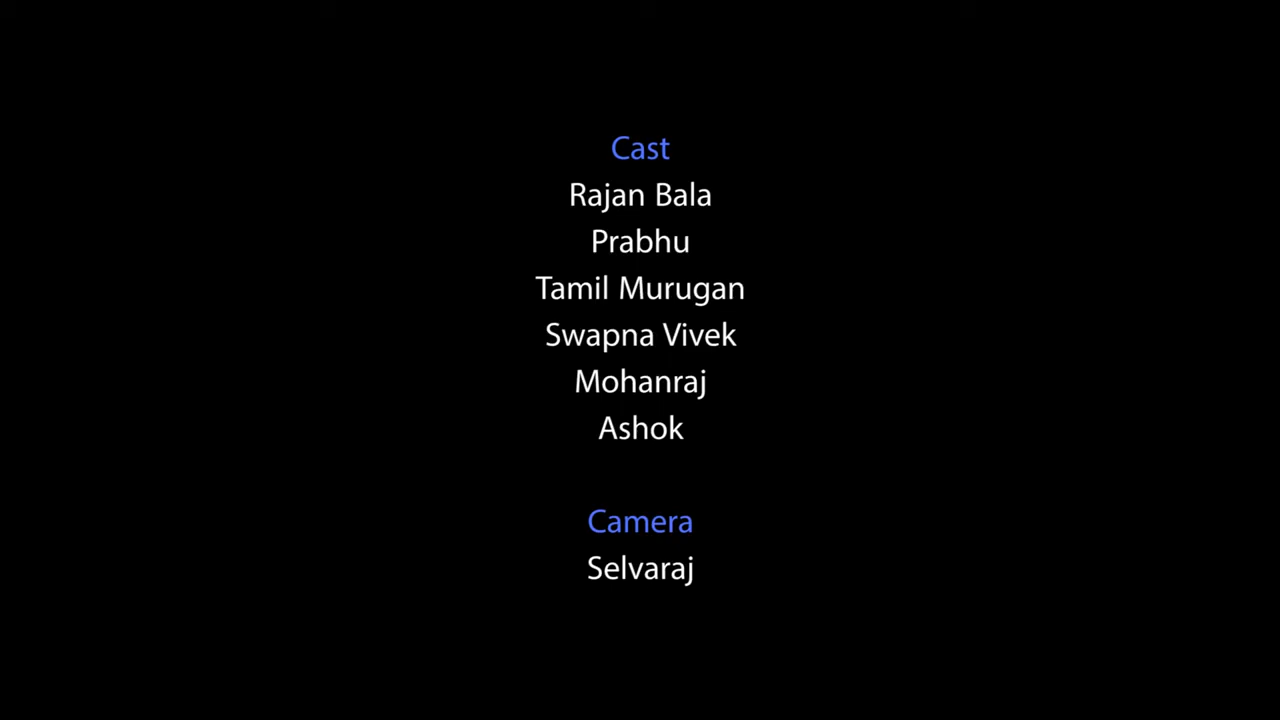 Cast
Rajan Bala
Prabhu
Tamil Murugan
Swapna Vivek
Mohanraj
Ashok
Camera
Selvaraj